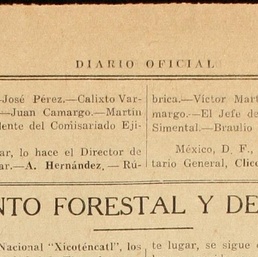 DIARIO OFICIAL
José Pérez.—Calixto Var-
—Juan Camargo.—Martín
dente del Comisariado Eji-
ar, lo hace el Director de
ar.—A. Hernández.—Rú-
brica.—Víctor Mart
margo.—El Jefe de
Simental.—Braulio
México, D. F.,
tario General, Clic
NTO FORESTAL Y DE
Nacional "Xicoténcatl", los
te lugar, se sigue